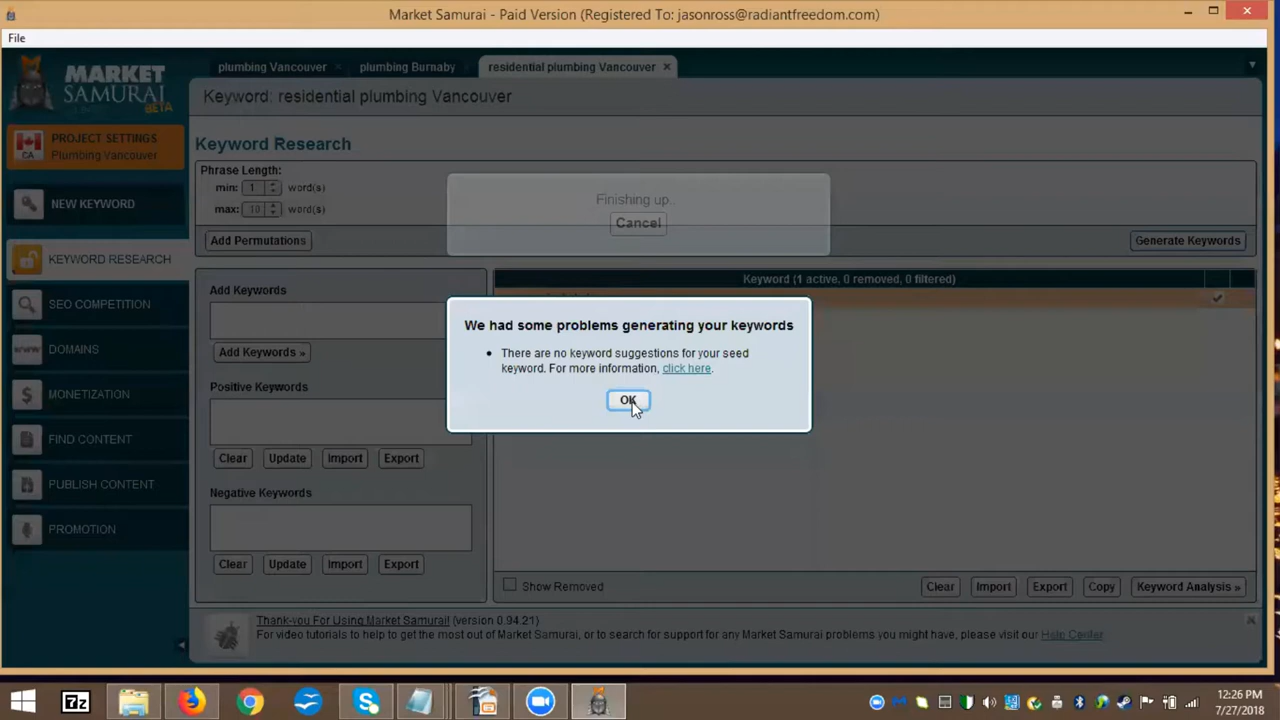 Market Samurai - Paid Version (Registered To: jasonross@radiantfreedom.com)
File
MARKET SAMURAI BETA
plumbing Vancouver
plumbing Burnaby
residential plumbing Vancouver
Keyword: residential plumbing Vancouver
CA
PROJECT SETTINGS
Plumbing Vancouver
NEW KEYWORD
KEYWORD RESEARCH
SEO COMPETITION
www
DOMAINS
MONETIZATION
FIND CONTENT
PUBLISH CONTENT
PROMOTION
Keyword Research
Phrase Length:
min: 1 word(s)
max: 10 word(s)
Add Permutations
Generate Keywords
Finishing up..
Cancel
Add Keywords
Add Keywords »
Positive Keywords
Clear Update Import Export
Negative Keywords
Clear Update Import Export
Keyword (1 active, 0 removed, 0 filtered)
We had some problems generating your keywords
• There are no keyword suggestions for your seed
keyword. For more information, click here.
OK
Show Removed
Clear Import Export Copy Keyword Analysis »
Thank-you For Using Market Samurai! (version 0.94.21)
For video tutorials to help to get the most out of Market Samurai, or to search for support for any Market Samurai problems you might have, please visit our Help Center
7z
12:26 PM
7/27/2018